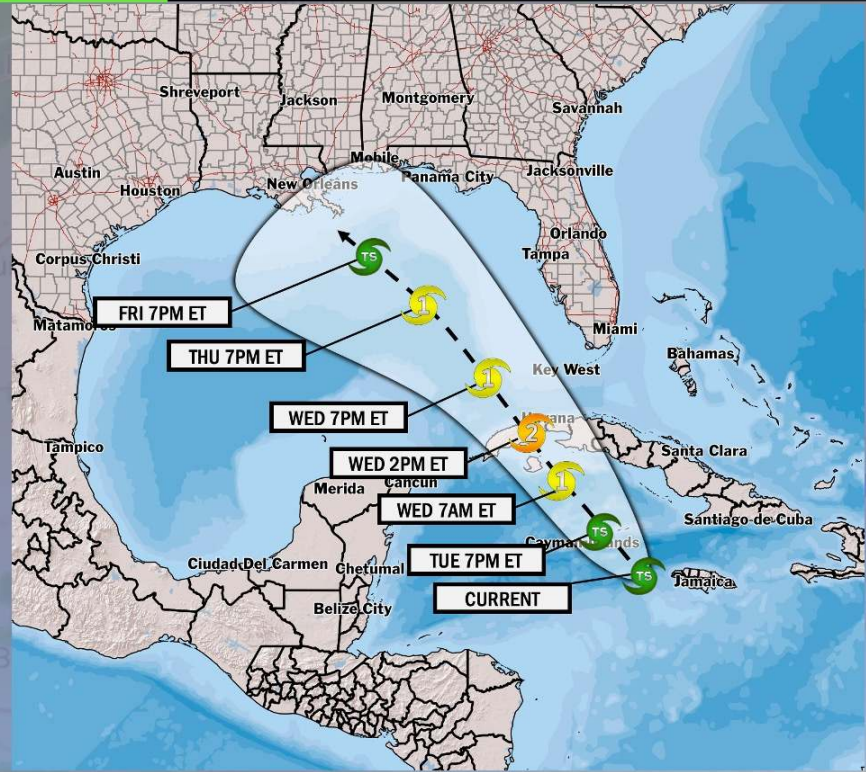 Shreveport
Jackson
Montgomery
Savannah
Mobile
Austin
Houston
New Orleans
Panama City
Jacksonville
Orlando
Tampa
Corpus Christi
TS
FRI 7PM ET
1
Matamoros
Miami
THU 7PM ET
Bahamas
Key West
1
WED 7PM ET
Havana
2
Tampico
Santa Clara
WED 2PM ET
Merida
Cancun
1
WED 7AM ET
Santiago de Cuba
TS
Cayman Islands
TUE 7PM ET
Ciudad Del Carmen
Chetumal
TS
Jamaica
CURRENT
Belize City